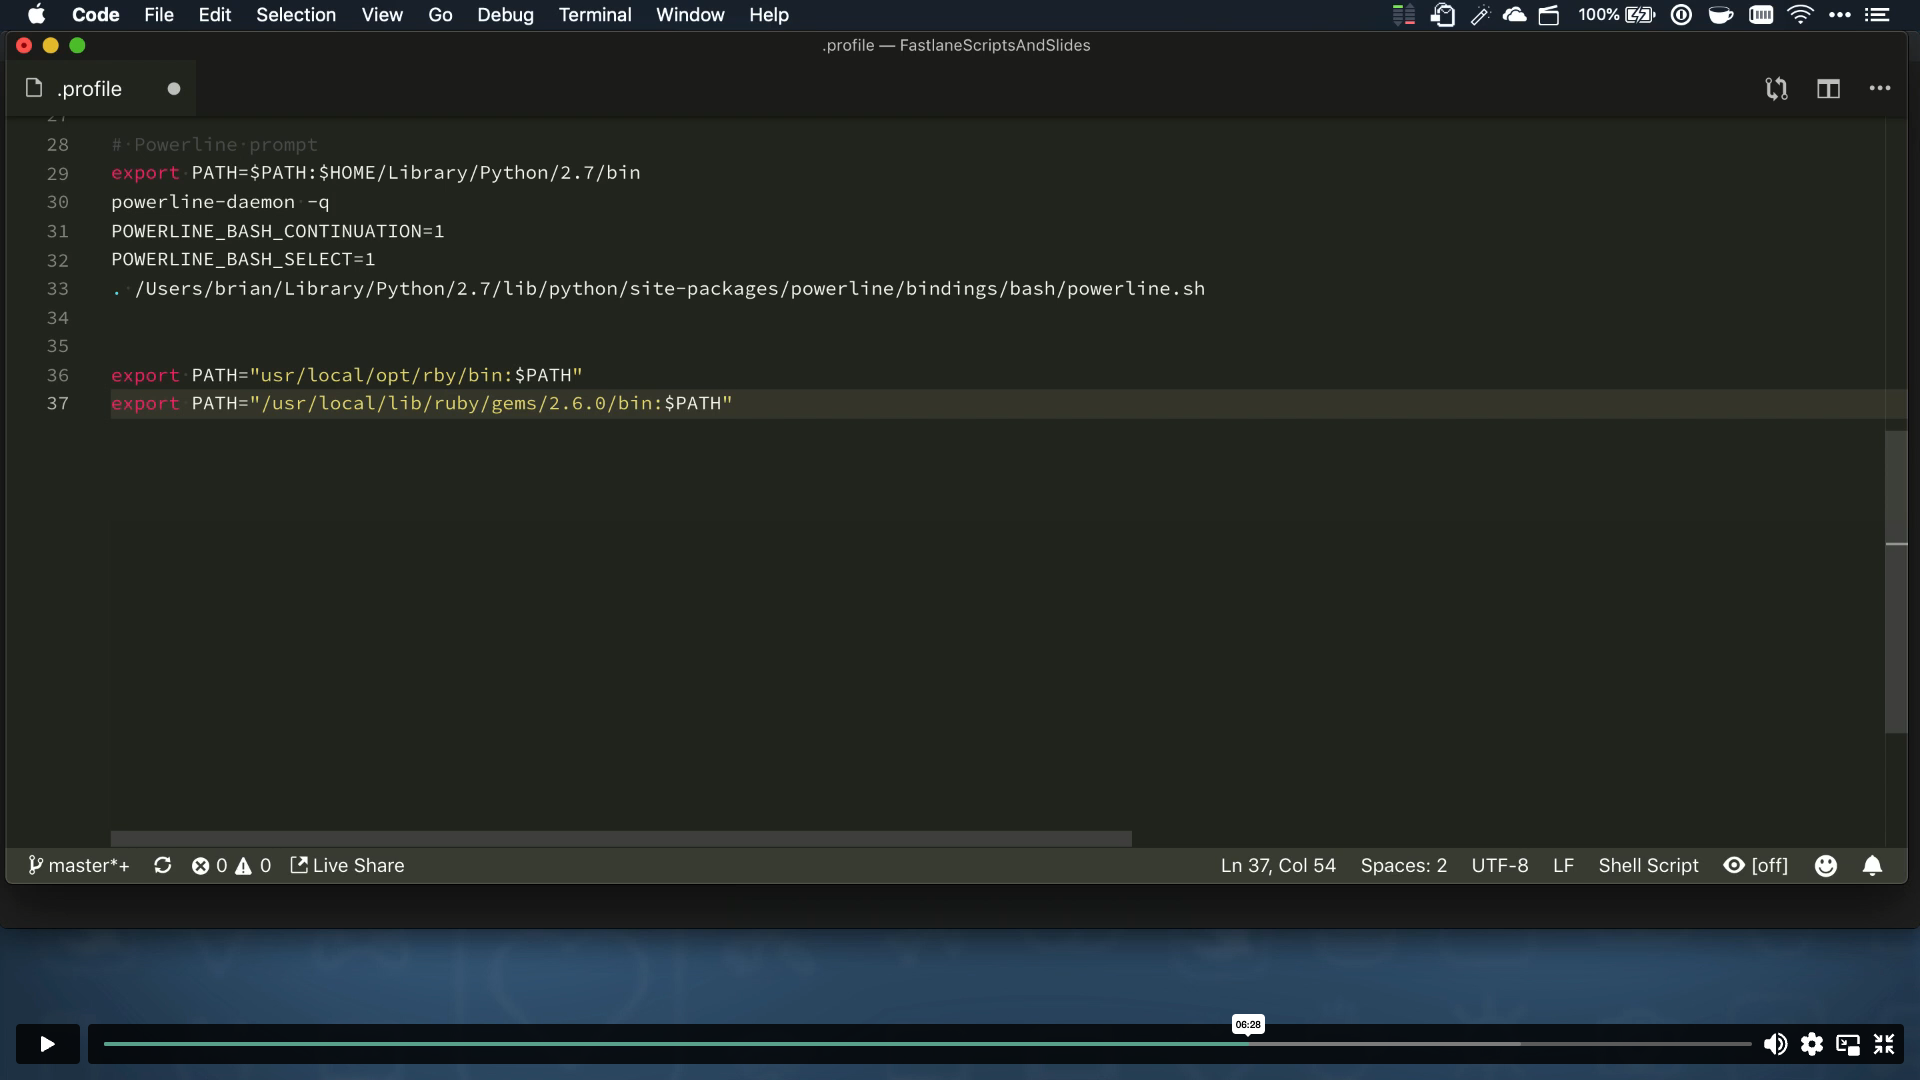 Code File Edit Selection View Go Debug Terminal Window Help 100%
.profile — FastlaneScriptsAndSlides
.profile
27
28 # Powerline prompt
29 export PATH=$PATH:$HOME/Library/Python/2.7/bin
30 powerline-daemon -q
31 POWERLINE_BASH_CONTINUATION=1
32 POWERLINE_BASH_SELECT=1
33 . /Users/brian/Library/Python/2.7/lib/python/site-packages/powerline/bindings/bash/powerline.sh
34
35
36 export PATH="usr/local/opt/rby/bin:$PATH"
37 export PATH="/usr/local/lib/ruby/gems/2.6.0/bin:$PATH"
master*+ 0 0 Live Share Ln 37, Col 54 Spaces: 2 UTF-8 LF Shell Script [off]
06:28